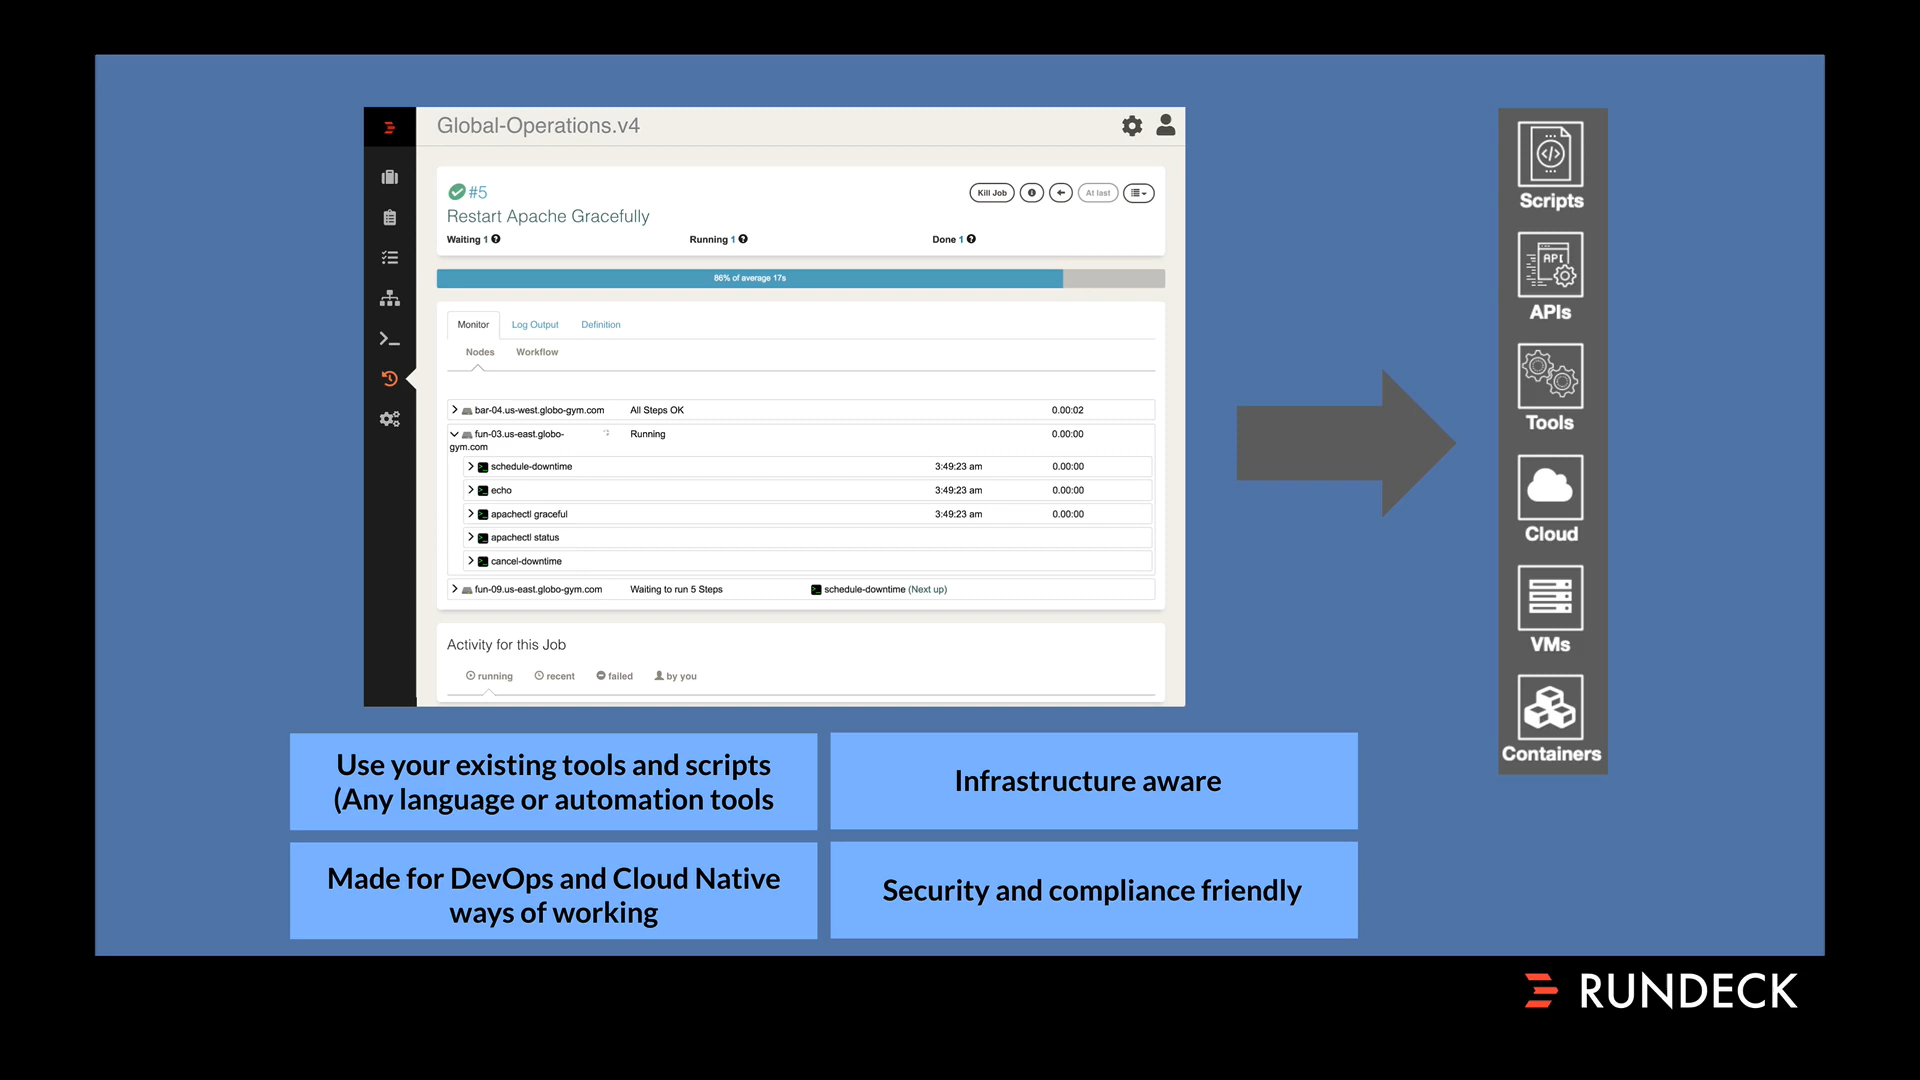 Global-Operations.v4
#5
Kill Job
At last
Restart Apache Gracefully
Waiting 1
Running 1
Done 1
86% of average 17s
Monitor
Log Output
Definition
Nodes
Workflow
bar-04.us-west.globo-gym.com All Steps OK 0.00:02
fun-03.us-east.globo-
gym.com
Running 0.00:00
schedule-downtime 3:49:23 am 0.00:00
echo 3:49:23 am 0.00:00
apachectl graceful 3:49:23 am 0.00:00
apachectl status
cancel-downtime
fun-09.us-east.globo-gym.com Waiting to run 5 Steps schedule-downtime (Next up)
Activity for this Job
running
recent
failed
by you
Scripts
API
APIs
Tools
Cloud
VMs
Containers
Use your existing tools and scripts
(Any language or automation tools
Infrastructure aware
Made for DevOps and Cloud Native
ways of working
Security and compliance friendly
RUNDECK